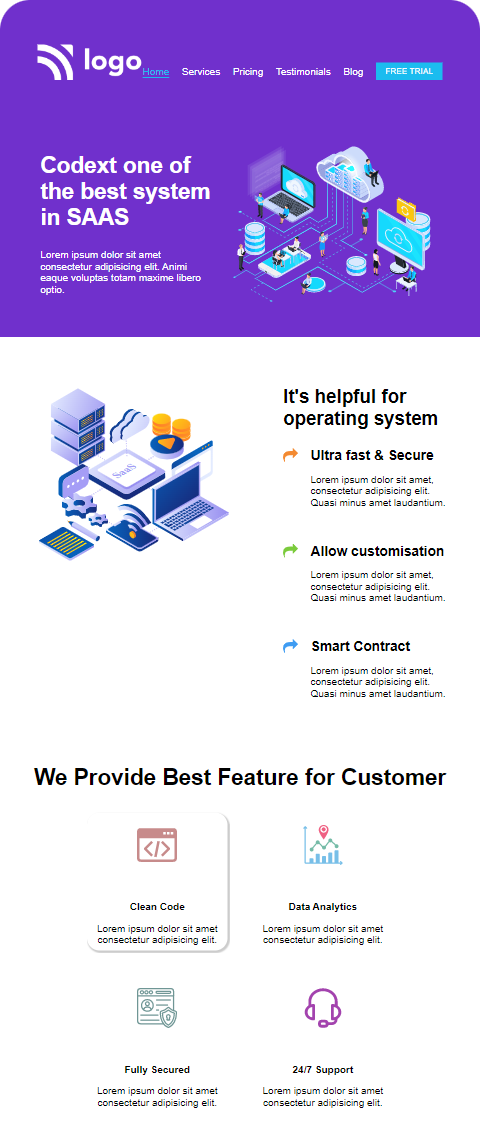 logo
Home Services Pricing Testimonials Blog FREE TRIAL
Codext one of
the best system
in SAAS
Lorem ipsum dolor sit amet
consectetur adipisicing elit. Animi
eaque voluptas totam maxime libero
optio.
SaaS
It's helpful for
operating system
Ultra fast & Secure
Lorem ipsum dolor sit amet,
consectetur adipisicing elit.
Quasi minus amet laudantium.
Allow customisation
Lorem ipsum dolor sit amet,
consectetur adipisicing elit.
Quasi minus amet laudantium.
Smart Contract
Lorem ipsum dolor sit amet,
consectetur adipisicing elit.
Quasi minus amet laudantium.
We Provide Best Feature for Customer
Clean Code
Lorem ipsum dolor sit amet
consectetur adipisicing elit.
Data Analytics
Lorem ipsum dolor sit amet
consectetur adipisicing elit.
Fully Secured
Lorem ipsum dolor sit amet
consectetur adipisicing elit.
24/7 Support
Lorem ipsum dolor sit amet
consectetur adipisicing elit.